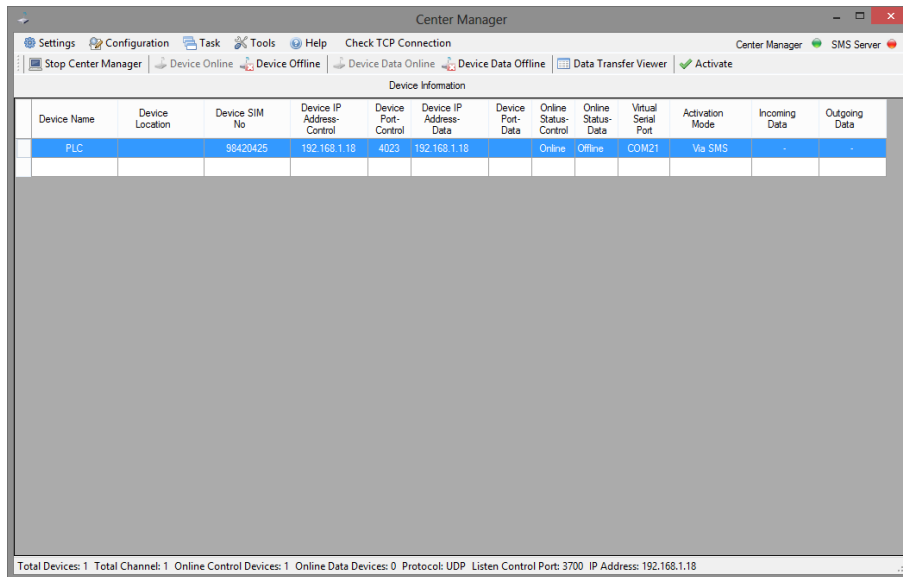 Center Manager
Settings Configuration Task Tools Help Check TCP Connection Center Manager SMS Server
Stop Center Manager Device Online Device Offline Device Data Online Device Data Offline Data Transfer Viewer Activate
Device Information
Device Name Device Location Device SIM No Device IP Address-Control Device Port-Control Device IP Address-Data Device Port-Data Online Status-Control Online Status-Data Virtual Serial Port Activation Mode Incoming Data Outgoing Data
PLC 98420425 192.168.1.18 4023 192.168.1.18 Online Offline COM21 Via SMS - -
Total Devices: 1 Total Channel: 1 Online Control Devices: 1 Online Data Devices: 0 Protocol: UDP Listen Control Port: 3700 IP Address: 192.168.1.18